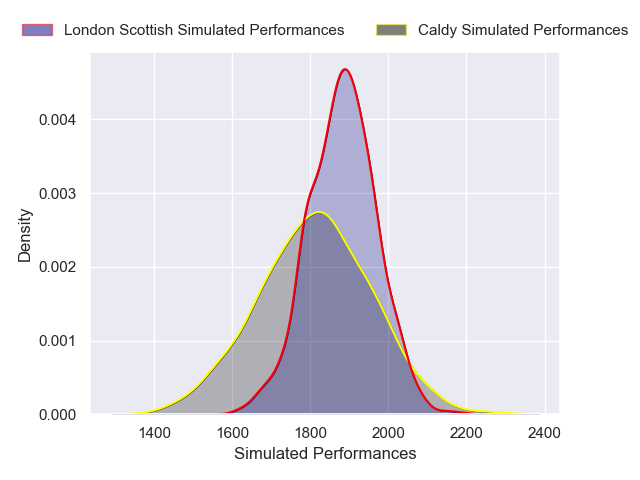 London Scottish Simulated Performances
Caldy Simulated Performances
0.004
0.003
0.002
0.001
0.000
Density
1400 1600 1800 2000 2200 2400
Simulated Performances